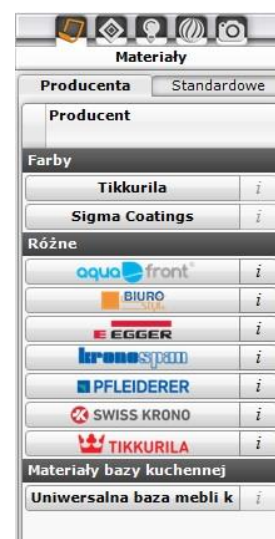 Materiały
Producenta Standardowe
Producent
Farby
Tikkurila i
Sigma Coatings i
Różne
aqua front i
BIURO styl i
EGGER i
kronospan i
PFLEIDERER i
SWISS KRONO i
TIKKURILA i
Materiały bazy kuchennej
Uniwersalna baza mebli k i